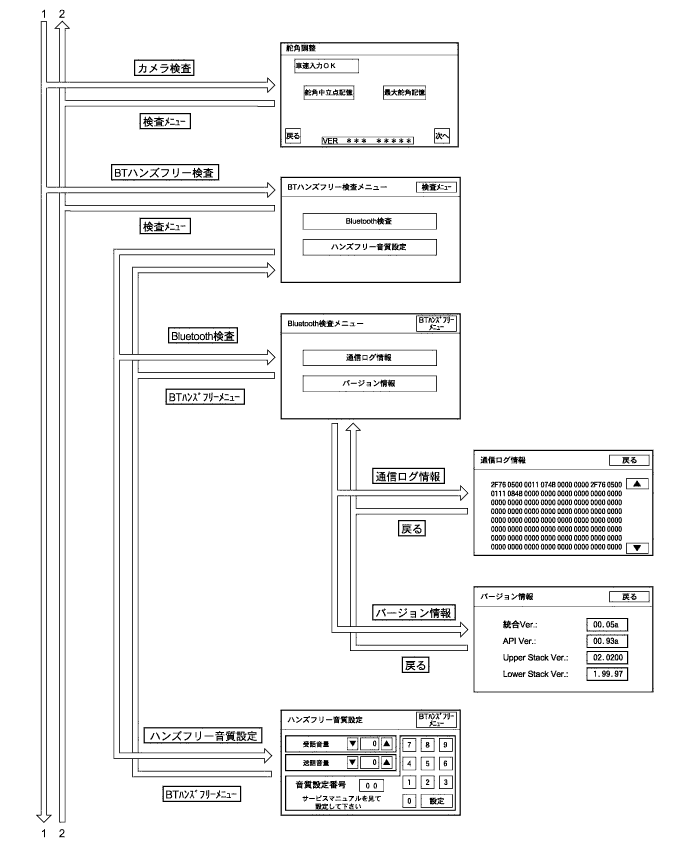 1 2
カメラ検査
検査ﾒﾆｭｰ
舵角調整
車速入力OK
舵角中立点記憶
最大舵角記憶
戻る
VER *** *****
次へ
BTハンズフリー検査
検査ﾒﾆｭｰ
BTハンズフリー検査メニュー
検査ﾒﾆｭｰ
Bluetooth検査
ハンズフリー音質設定
Bluetooth検査
BTﾊﾝｽﾞﾌﾘｰﾒﾆｭｰ
Bluetooth検査メニュー
BTﾊﾝｽﾞﾌﾘｰ
ﾒﾆｭｰ
通信ログ情報
バージョン情報
通信ログ情報
戻る
通信ログ情報
戻る
2F76 0500 0011 074B 0000 0000 2F76 0500
0111 084B 0000 0000 0000 0000 0000 0000
0000 0000 0000 0000 0000 0000 0000 0000
0000 0000 0000 0000 0000 0000 0000 0000
0000 0000 0000 0000 0000 0000 0000 0000
0000 0000 0000 0000 0000 0000 0000 0000
0000 0000 0000 0000 0000 0000 0000 0000
0000 0000 0000 0000 0000 0000 0000 0000
バージョン情報
戻る
バージョン情報
戻る
統合Ver.: 00.05a
API Ver.: 00.93a
Upper Stack Ver.: 02.0200
Lower Stack Ver.: 1.99.97
ハンズフリー音質設定
BTﾊﾝｽﾞﾌﾘｰﾒﾆｭｰ
ハンズフリー音質設定
BTﾊﾝｽﾞﾌﾘｰ
ﾒﾆｭｰ
受話音量 ▼ 0 ▲
送話音量 ▼ 0 ▲
音質設定番号 00
サービスマニュアルを見て
設定して下さい
7 8 9
4 5 6
1 2 3
0 設定
1 2